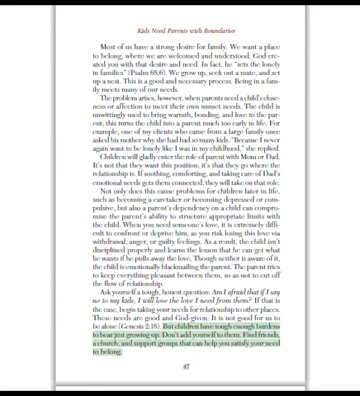 Kids Need Parents with Boundaries
Most of us have a strong desire for family. We want a place
to belong, where we are welcomed and understood. God cre-
ated you with that desire and need. In fact, he "sets the lonely
in families" (Psalm 68:6). We grow up, seek out a mate, and set
up a nest. This is a good and necessary process. Being in a fam-
ily meets many of our needs.
The problem arises, however, when parents need a child's close-
ness or affection to meet their own unmet needs. The child is
unwittingly used to bring warmth, bonding, and love to the par-
ent; this turns the child into a parent much too early in life. For
example, one of my clients who came from a large family once
asked his mother why she had had so many kids. "Because I never
again want to be lonely like I was in my childhood," she replied.
Children will gladly enter the role of parent with Mom or Dad.
It's not that they want this position; it's that they go where the
relationship is. If soothing, comforting, and taking care of Dad's
emotional needs gets them connected, they will take on that role.
Not only does this cause problems for children later in life,
such as becoming a caretaker or becoming depressed or com-
pulsive, but also a parent's dependency on a child can compro-
mise the parent's ability to structure appropriate limits with
the child. When you need someone's love, it is extremely diffi-
cult to confront or deprive him, as you risk losing this love via
withdrawal, anger, or guilty feelings. As a result, the child isn't
disciplined properly and learns the lesson that he can get what
he wants if he pulls away the love. Though neither is aware of it,
the child is emotionally blackmailing the parent. The parent tries
to keep everything pleasant between them, so as not to cut off
the flow of relationship.
Ask yourself a tough, honest question: Am I afraid that if I say
no to my kids, I will lose the love I need from them? If that is
the case, begin taking your needs for relationship to other places.
These needs are good and God-given: It is not good for us to
be alone (Genesis 2:18). But children have tough enough burdens
to bear just growing up. Don't add yourself to them. Find friends,
a church, and support groups that can help you satisfy your need
to belong.
47